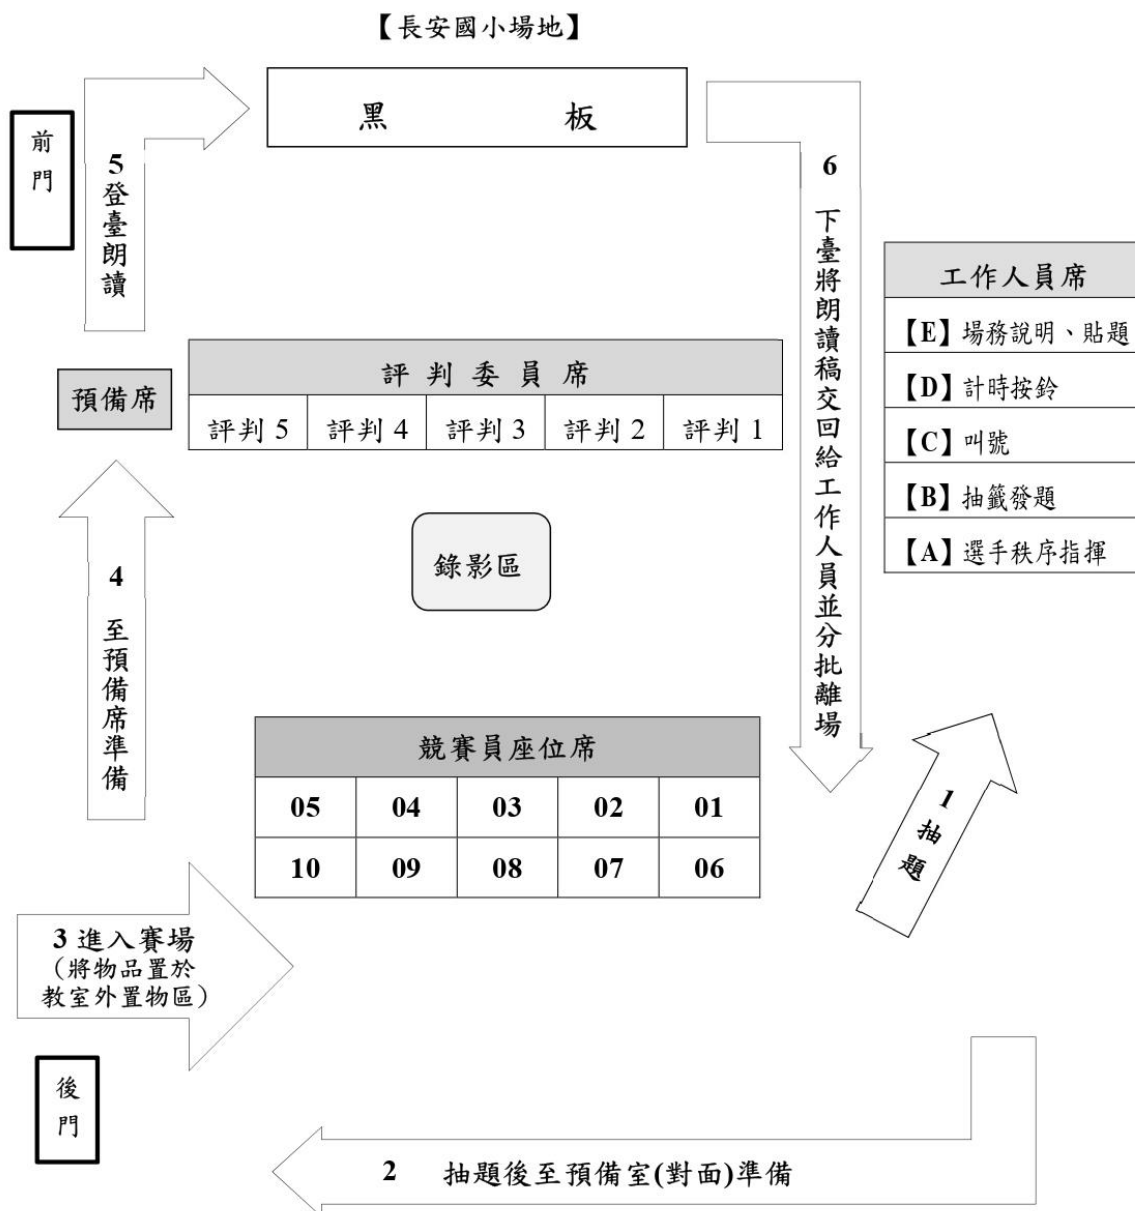 【長安國小場地】
黑 板
前門
5 登臺朗讀
6 下臺將朗讀稿交回給工作人員並分批離場
工作人員席
【E】場務說明、貼題
【D】計時按鈴
【C】叫號
【B】抽籤發題
【A】選手秩序指揮
預備席
評 判 委 員 席
評判 5 評判 4 評判 3 評判 2 評判 1
錄影區
4 至預備席準備
競賽員座位席
05 04 03 02 01
10 09 08 07 06
1 抽題
3 進入賽場
（將物品置於
教室外置物區）
後門
2 抽題後至預備室(對面)準備